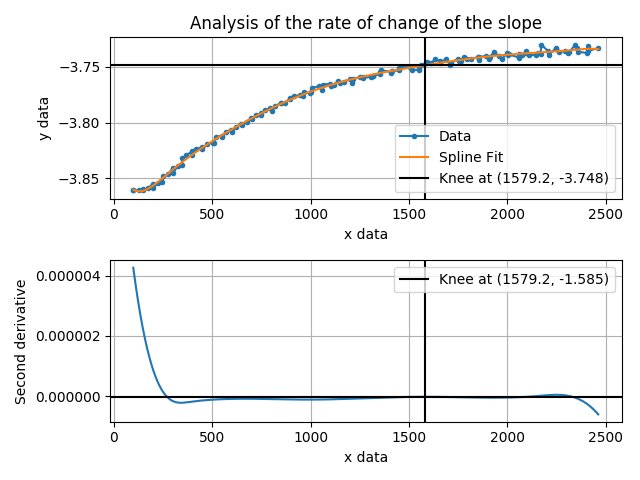 Analysis of the rate of change of the slope
−3.75
−3.80
−3.85
y data
Data
Spline Fit
Knee at (1579.2, -3.748)
0 500 1000 1500 2000 2500
x data
0.000004
0.000002
0.000000
Second derivative
Knee at (1579.2, -1.585)
0 500 1000 1500 2000 2500
x data